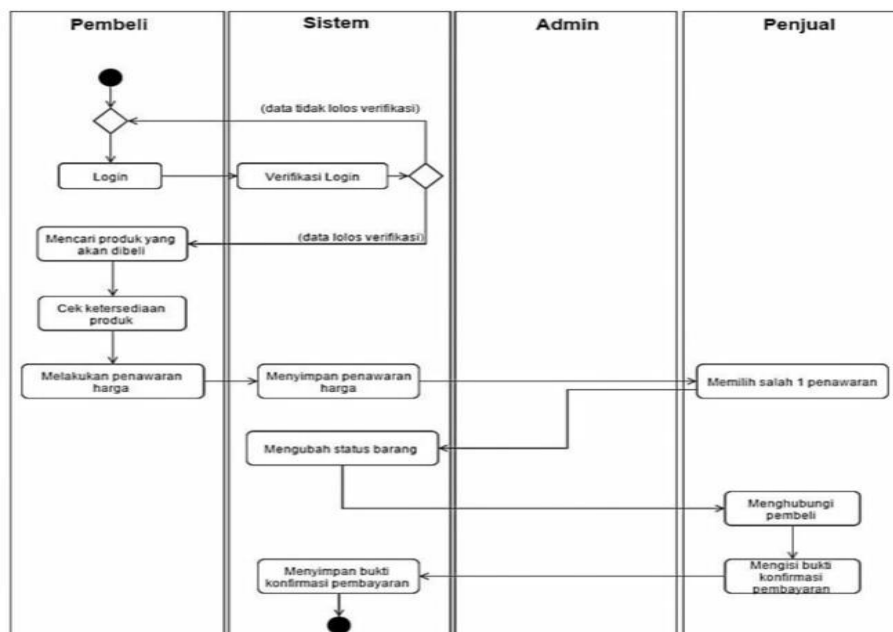 Pembeli
Sistem
Admin
Penjual
(data tidak lolos verifikasi)
Login
Verifikasi Login
Mencari produk yang
akan dibeli
(data lolos verifikasi)
Cek ketersediaan
produk
Melakukan penawaran
harga
Menyimpan penawaran
harga
Memilih salah 1 penawaran
Mengubah status barang
Menghubungi
pembeli
Mengisi bukti
konfirmasi
pembayaran
Menyimpan bukti
konfirmasi pembayaran